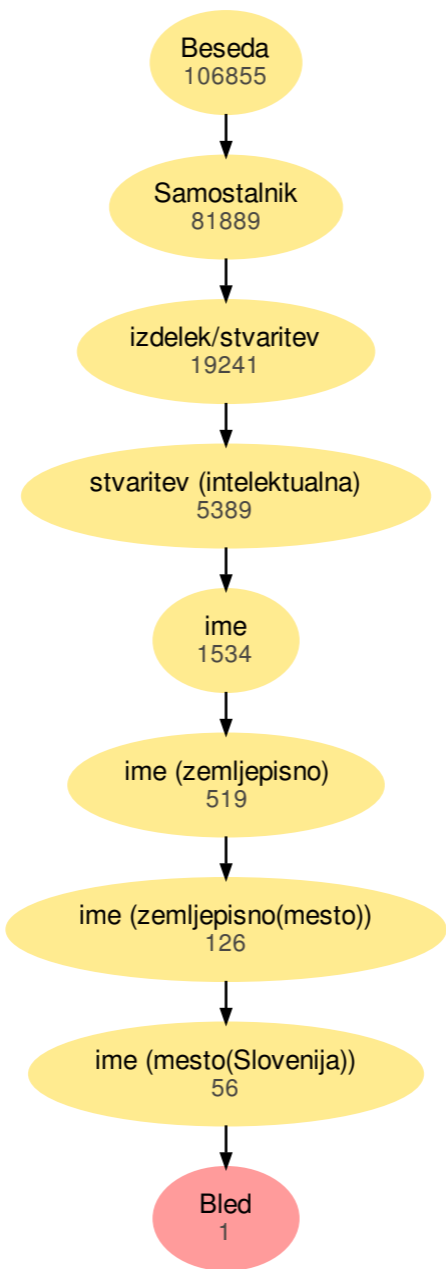 Beseda
106855
Samostalnik
81889
izdelek/stvaritev
19241
stvaritev (intelektualna)
5389
ime
1534
ime (zemljepisno)
519
ime (zemljepisno(mesto))
126
ime (mesto(Slovenija))
56
Bled
1